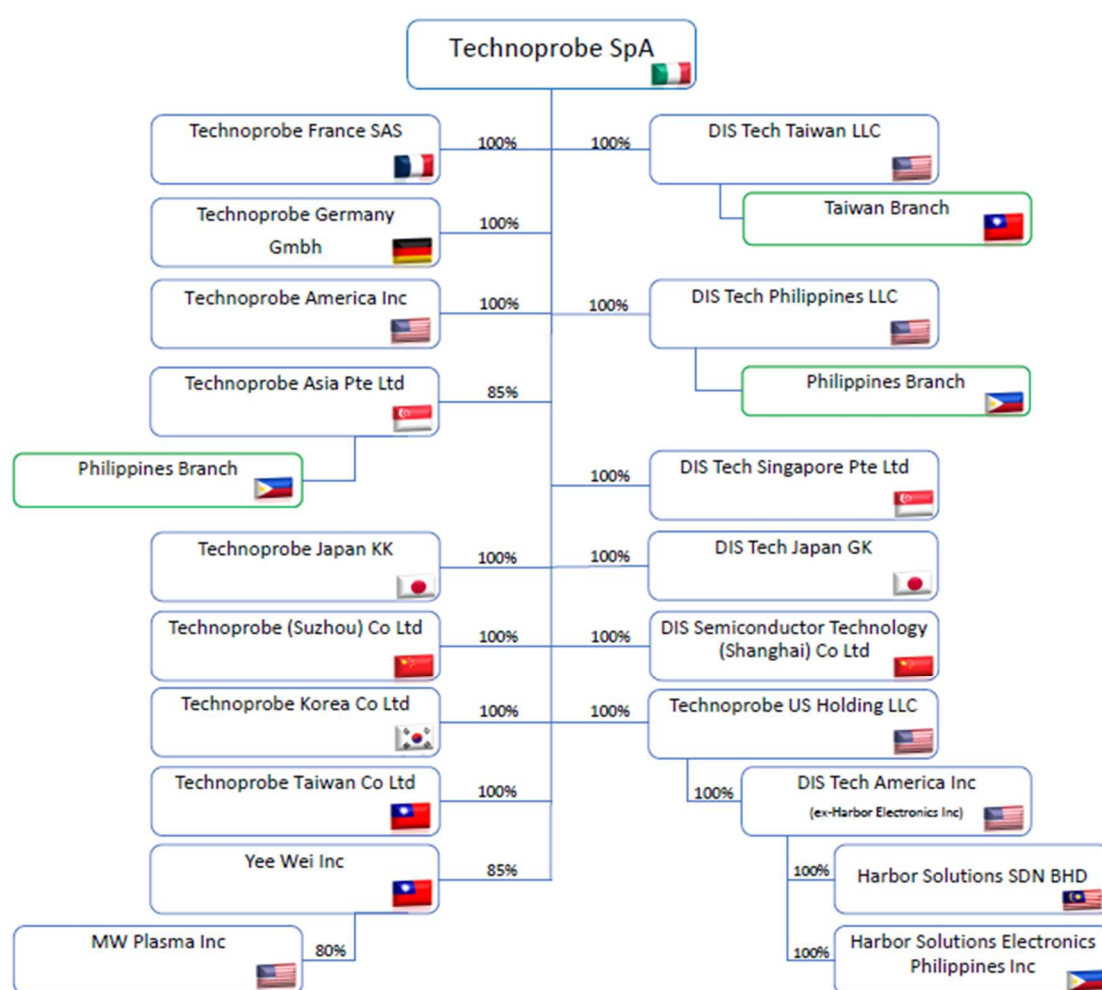 Technoprobe SpA
Technoprobe France SAS
100%
100%
DIS Tech Taiwan LLC
Technoprobe Germany
Gmbh
100%
Taiwan Branch
Technoprobe America Inc
100%
100%
DIS Tech Philippines LLC
Technoprobe Asia Pte Ltd
85%
Philippines Branch
Philippines Branch
100%
DIS Tech Singapore Pte Ltd
Technoprobe Japan KK
100%
100%
DIS Tech Japan GK
Technoprobe (Suzhou) Co Ltd
100%
100%
DIS Semiconductor Technology
(Shanghai) Co Ltd
Technoprobe Korea Co Ltd
100%
100%
Technoprobe US Holding LLC
Technoprobe Taiwan Co Ltd
100%
100%
DIS Tech America Inc
(ex-Harbor Electronics Inc)
Yee Wei Inc
85%
100%
Harbor Solutions SDN BHD
MW Plasma Inc
80%
100%
Harbor Solutions Electronics
Philippines Inc